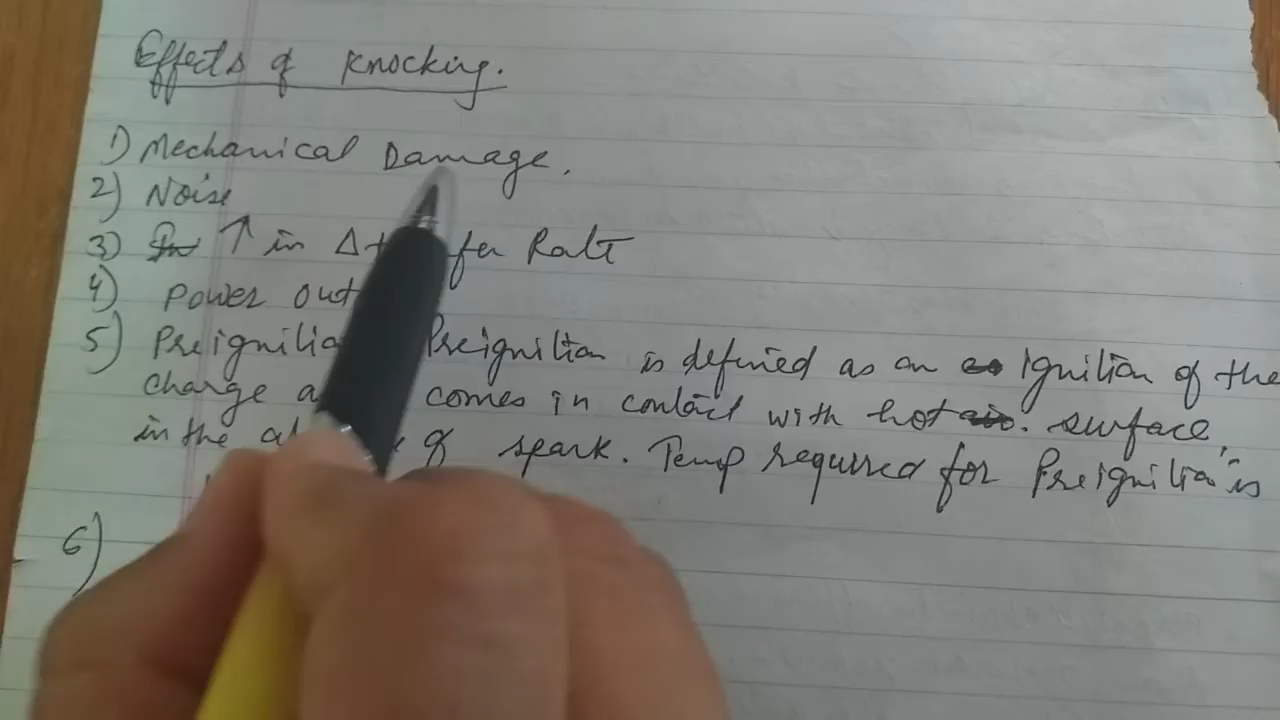 Effects of Knocking.
1) Mechanical Damage.
2) Noise
3) ↑ in Rate
4) Power
5) Preignition is defined as an ignition of the
charge comes in contact with hot surface,
in the of spark. Temp required for Preignition is
6)